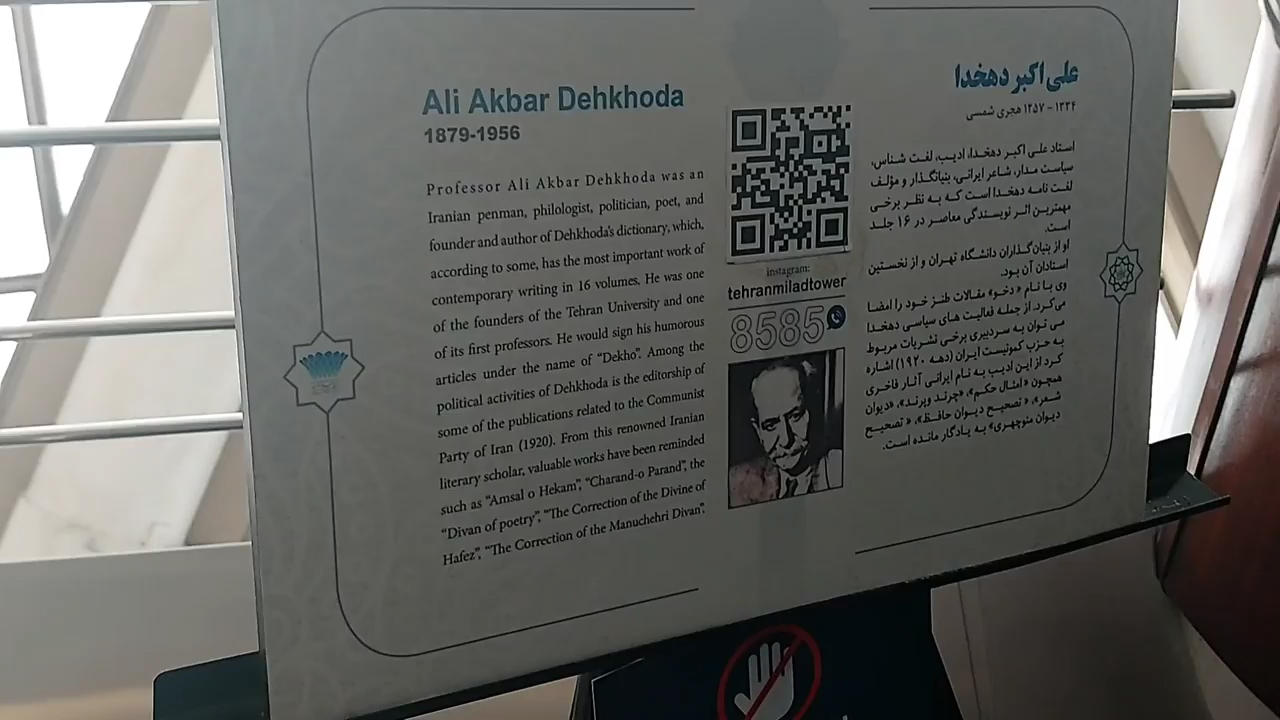 Ali Akbar Dehkhoda
1879-1956
Professor Ali Akbar Dehkhoda was an
Iranian penman, philologist, politician, poet, and
founder and author of Dehkhoda's dictionary, which,
according to some, has the most important work of
contemporary writing in 16 volumes. He was one
of the founders of the Tehran University and one
of its first professors. He would sign his humorous
articles under the name of "Dekho". Among the
political activities of Dehkhoda is the editorship of
some of the publications related to the Communist
Party of Iran (1920). From this renowned Iranian
literary scholar, valuable works have been reminded
such as "Amsal o Hekam", "Charand-o Parand", the
"Divan of poetry", "The Correction of the Divine of
Hafez", "The Correction of the Manuchehri Divan".
instagram:
tehranmiladtower
8585
علی اکبر دهخدا
۱۲۵۷ - ۱۳۳۴ هجری شمسی
استاد علی اکبر دهخدا، ادیب، لغت شناس،
سیاست مدار، شاعر ایرانی، بنیانگذار و مؤلف
لغت نامه دهخدا است که به نظر برخی
مهمترین اثر نویسندگی معاصر در ۱۶ جلد
است.
او از بنیان‌گذاران دانشگاه تهران و از نخستین
استادان آن بود.
وی با نام « دخو» مقالات طنز خود را امضا
می‌کرد. از جمله فعالیت های سیاسی دهخدا
می توان به سردبیری برخی نشریات مربوط
به حزب کمونیست ایران (دهه ۱۹۲۰) اشاره
کرد از این ادیب به نام ایرانی آثار فاخری
همچون «امثال حکم»، «چرند وپرند»، «دیوان
شعر»، « تصحیح دیوان حافظ»، « تصحیح
دیوان منوچهری» به یادگار مانده است.